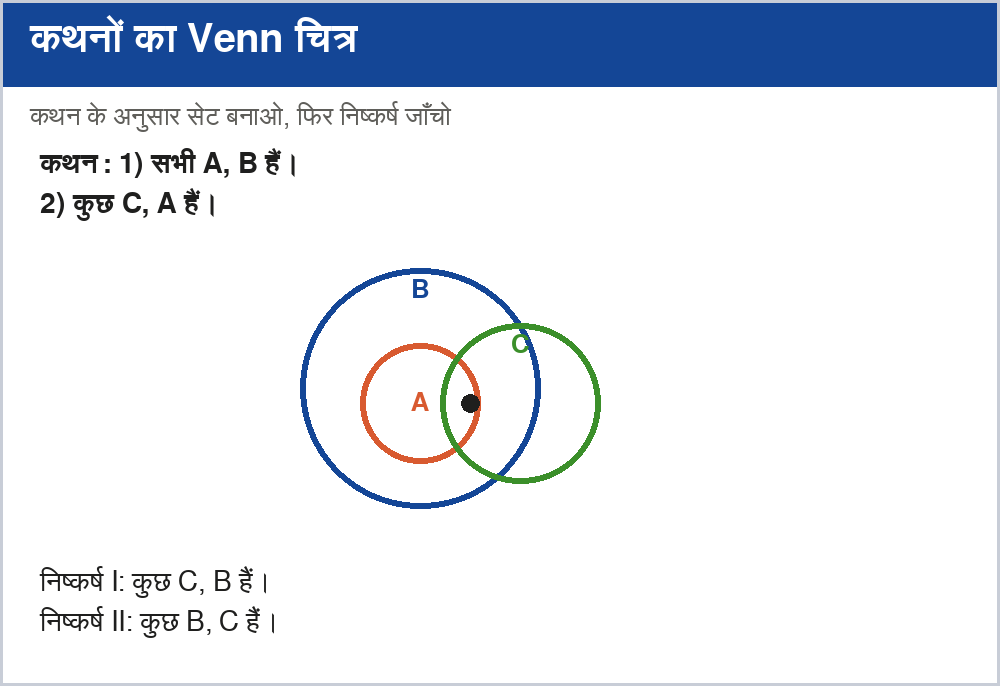 कथनों का Venn चित्र
कथन के अनुसार सेट बनाओ, फिर निष्कर्ष जाँचो
कथन : 1) सभी A, B हैं।
2) कुछ C, A हैं।
B
C
A
निष्कर्ष I: कुछ C, B हैं।
निष्कर्ष II: कुछ B, C हैं।